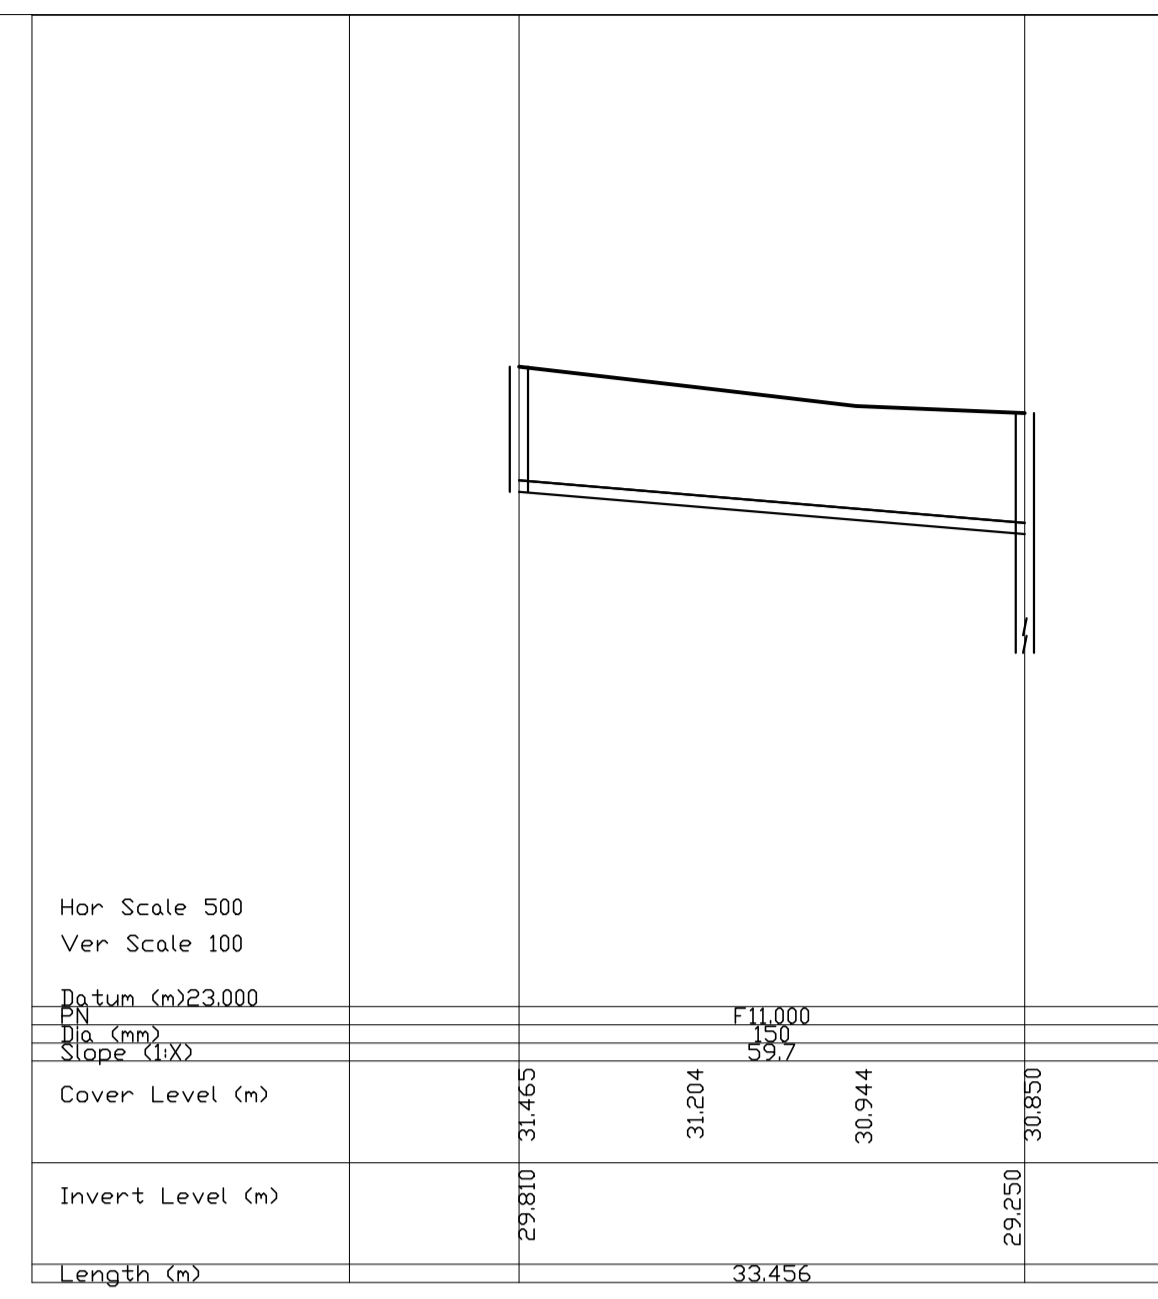 Hor Scale 500
Ver Scale 100
Datum (m)23.000
PN F11.000
Dia (mm) 150
Slope (1:X) 59.7
Cover Level (m) 31.465 31.204 30.944 30.850
Invert Level (m) 29.810 29.250
Length (m) 33.456